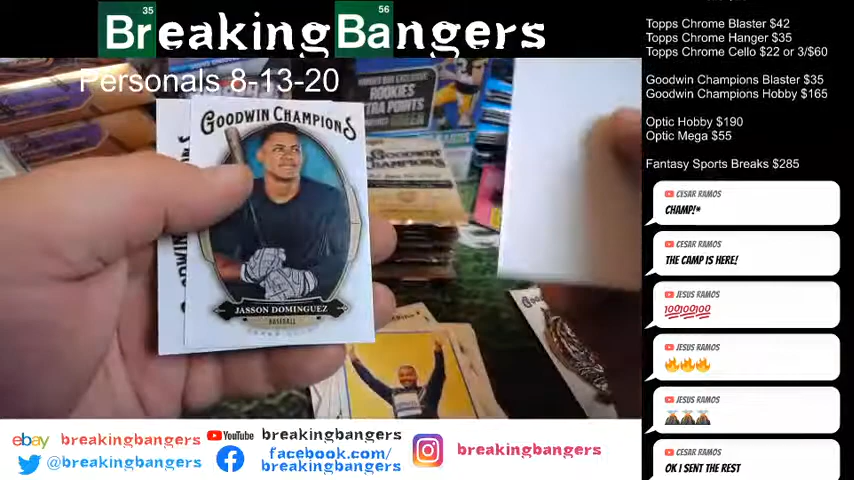 35
56
BreakingBangers
Personals 8-13-20
ROOKIES
EXTRA POINTS
GOODWIN CHAMPIONS
JASSON DOMINGUEZ
BASEBALL
Topps Chrome Blaster $42
Topps Chrome Hanger $35
Topps Chrome Cello $22 or 3/$60
Goodwin Champions Blaster $35
Goodwin Champions Hobby $165
Optic Hobby $190
Optic Mega $55
Fantasy Sports Breaks $285
CESAR RAMOS
CHAMP!*
CESAR RAMOS
THE CAMP IS HERE!
JESUS RAMOS
💯💯💯
JESUS RAMOS
🔥🔥🔥
JESUS RAMOS
CESAR RAMOS
OK I SENT THE REST
ebay breakingbangers
YouTube breakingbangers
@breakingbangers
facebook.com/
breakingbangers
breakingbangers